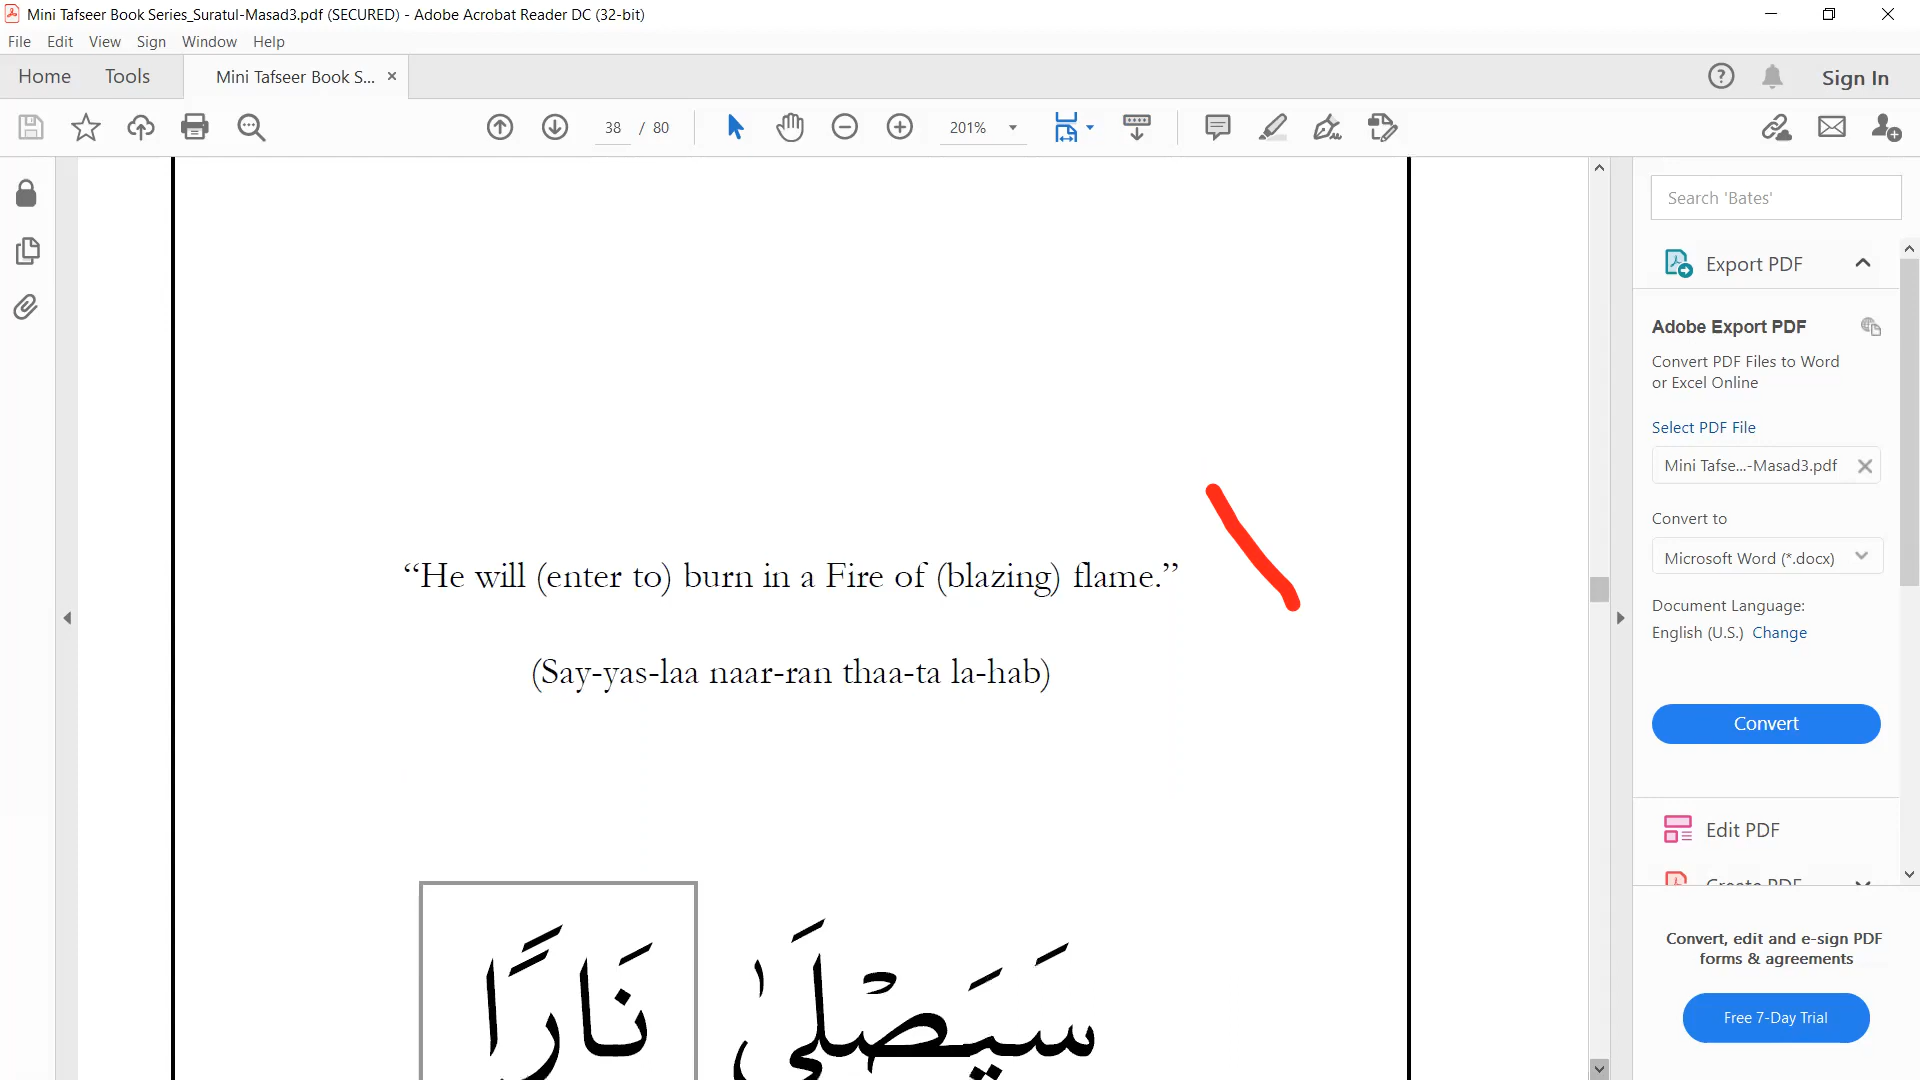 Mini Tafseer Book Series_Suratul-Masad3.pdf (SECURED) - Adobe Acrobat Reader DC (32-bit)
File Edit View Sign Window Help
Home Tools Mini Tafseer Book S... Sign In
38 / 80 201%
Search 'Bates'
Export PDF
Adobe Export PDF
Convert PDF Files to Word
or Excel Online
Select PDF File
Mini Tafse...-Masad3.pdf
Convert to
Microsoft Word (*.docx)
Document Language:
English (U.S.) Change
Convert
Edit PDF
Create PDF
Convert, edit and e-sign PDF
forms & agreements
Free 7-Day Trial
“He will (enter to) burn in a Fire of (blazing) flame.”
(Say-yas-laa naar-ran thaa-ta la-hab)
سَيَصْلَىٰ نَارًا